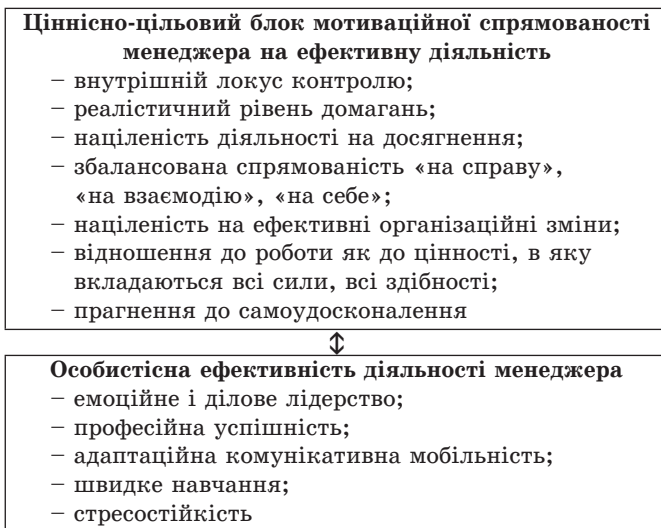 Ціннісно-цільовий блок мотиваційної спрямованості
менеджера на ефективну діяльність
– внутрішній локус контролю;
– реалістичний рівень домагань;
– націленість діяльності на досягнення;
– збалансована спрямованість «на справу»,
«на взаємодію», «на себе»;
– націленість на ефективні організаційні зміни;
– відношення до роботи як до цінності, в яку
вкладаються всі сили, всі здібності;
– прагнення до самоудосконалення
⇕
Особистісна ефективність діяльності менеджера
– емоційне і ділове лідерство;
– професійна успішність;
– адаптаційна комунікативна мобільність;
– швидке навчання;
– стресостійкість